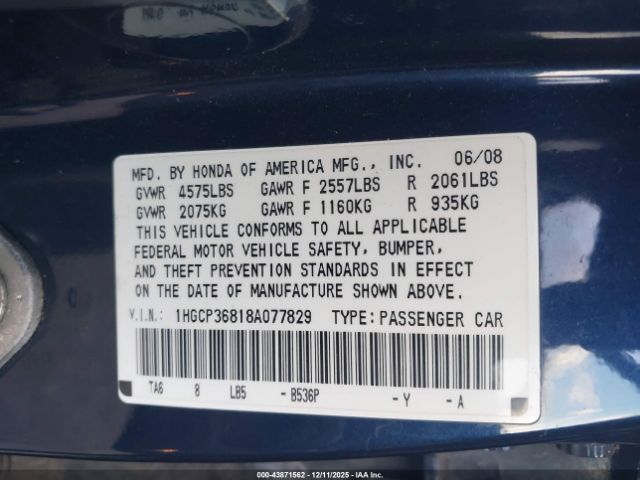 MFD. BY HONDA OF AMERICA MFG., INC. 06/08
GVWR 4575LBS GAWR F 2557LBS R 2061LBS
GVWR 2075KG GAWR F 1160KG R 935KG
THIS VEHICLE CONFORMS TO ALL APPLICABLE
FEDERAL MOTOR VEHICLE SAFETY, BUMPER,
AND THEFT PREVENTION STANDARDS IN EFFECT
ON THE DATE OF MANUFACTURE SHOWN ABOVE.
V.I.N.: 1HGCP36818A077829 TYPE: PASSENGER CAR
TA6 8 LB5 - B536P - Y - A
© 43871562 - 12/11/2025 - IAA Inc.